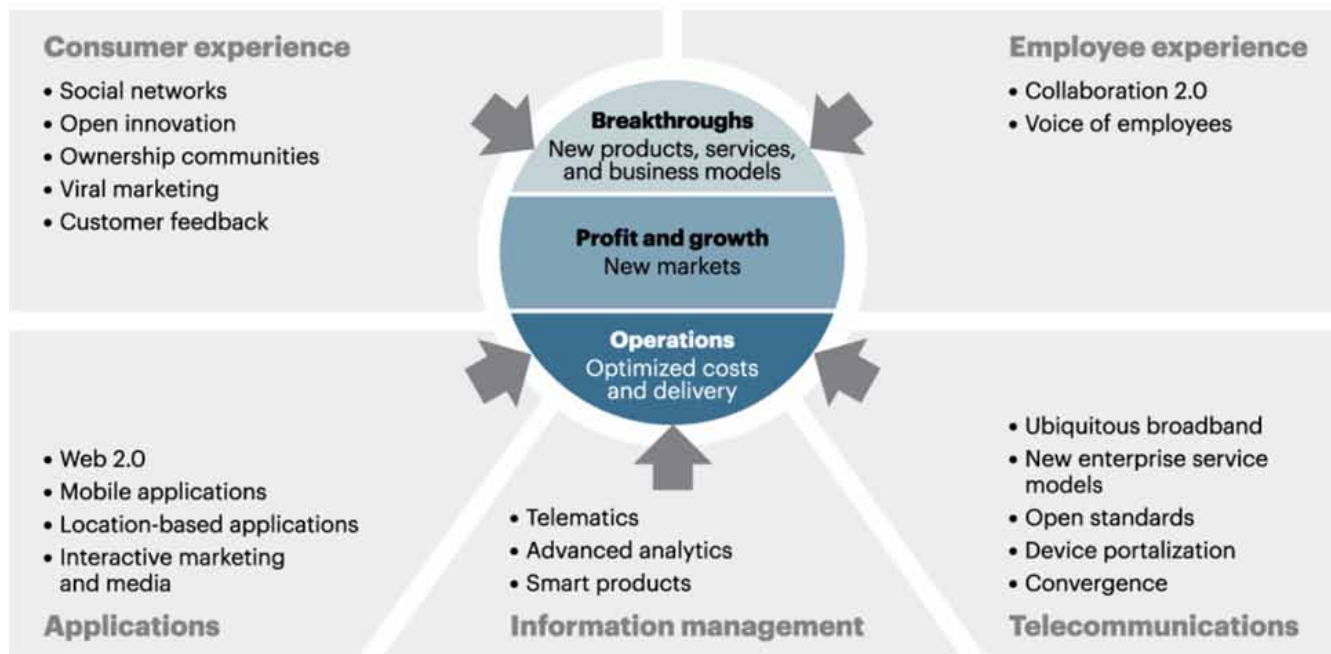 Consumer experience
• Social networks
• Open innovation
• Ownership communities
• Viral marketing
• Customer feedback
Breakthroughs
New products, services,
and business models
Profit and growth
New markets
Operations
Optimized costs
and delivery
Employee experience
• Collaboration 2.0
• Voice of employees
• Web 2.0
• Mobile applications
• Location-based applications
• Interactive marketing
and media
Applications
• Telematics
• Advanced analytics
• Smart products
Information management
• Ubiquitous broadband
• New enterprise service
models
• Open standards
• Device portalization
• Convergence
Telecommunications